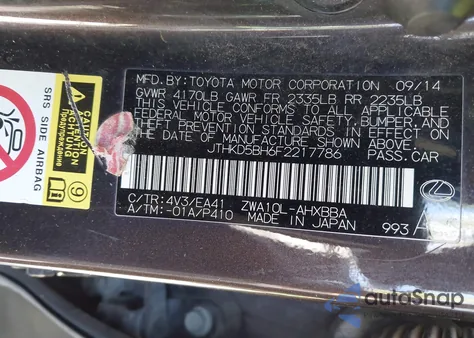 MFD.BY:TOYOTA MOTOR CORPORATION 09/14
GVWR 4170LB GAWR FR 2335LB RR 2235LB
THIS VEHICLE CONFORMS TO ALL APPLICABLE
FEDERAL MOTOR VEHICLE SAFETY, BUMPER, AND
THEFT PREVENTION STANDARDS IN EFFECT ON
THE DATE OF MANUFACTURE SHOWN ABOVE.
JTHKD5BH6F2217786 PASS.CAR
C/TR:4V3/EA41 ZWA10L-AHXBBA
A/TM:-01A/P410 MADE IN JAPAN
993
SRS SIDE AIRBAG
CAUTION
ACHTUNG
autoSnap